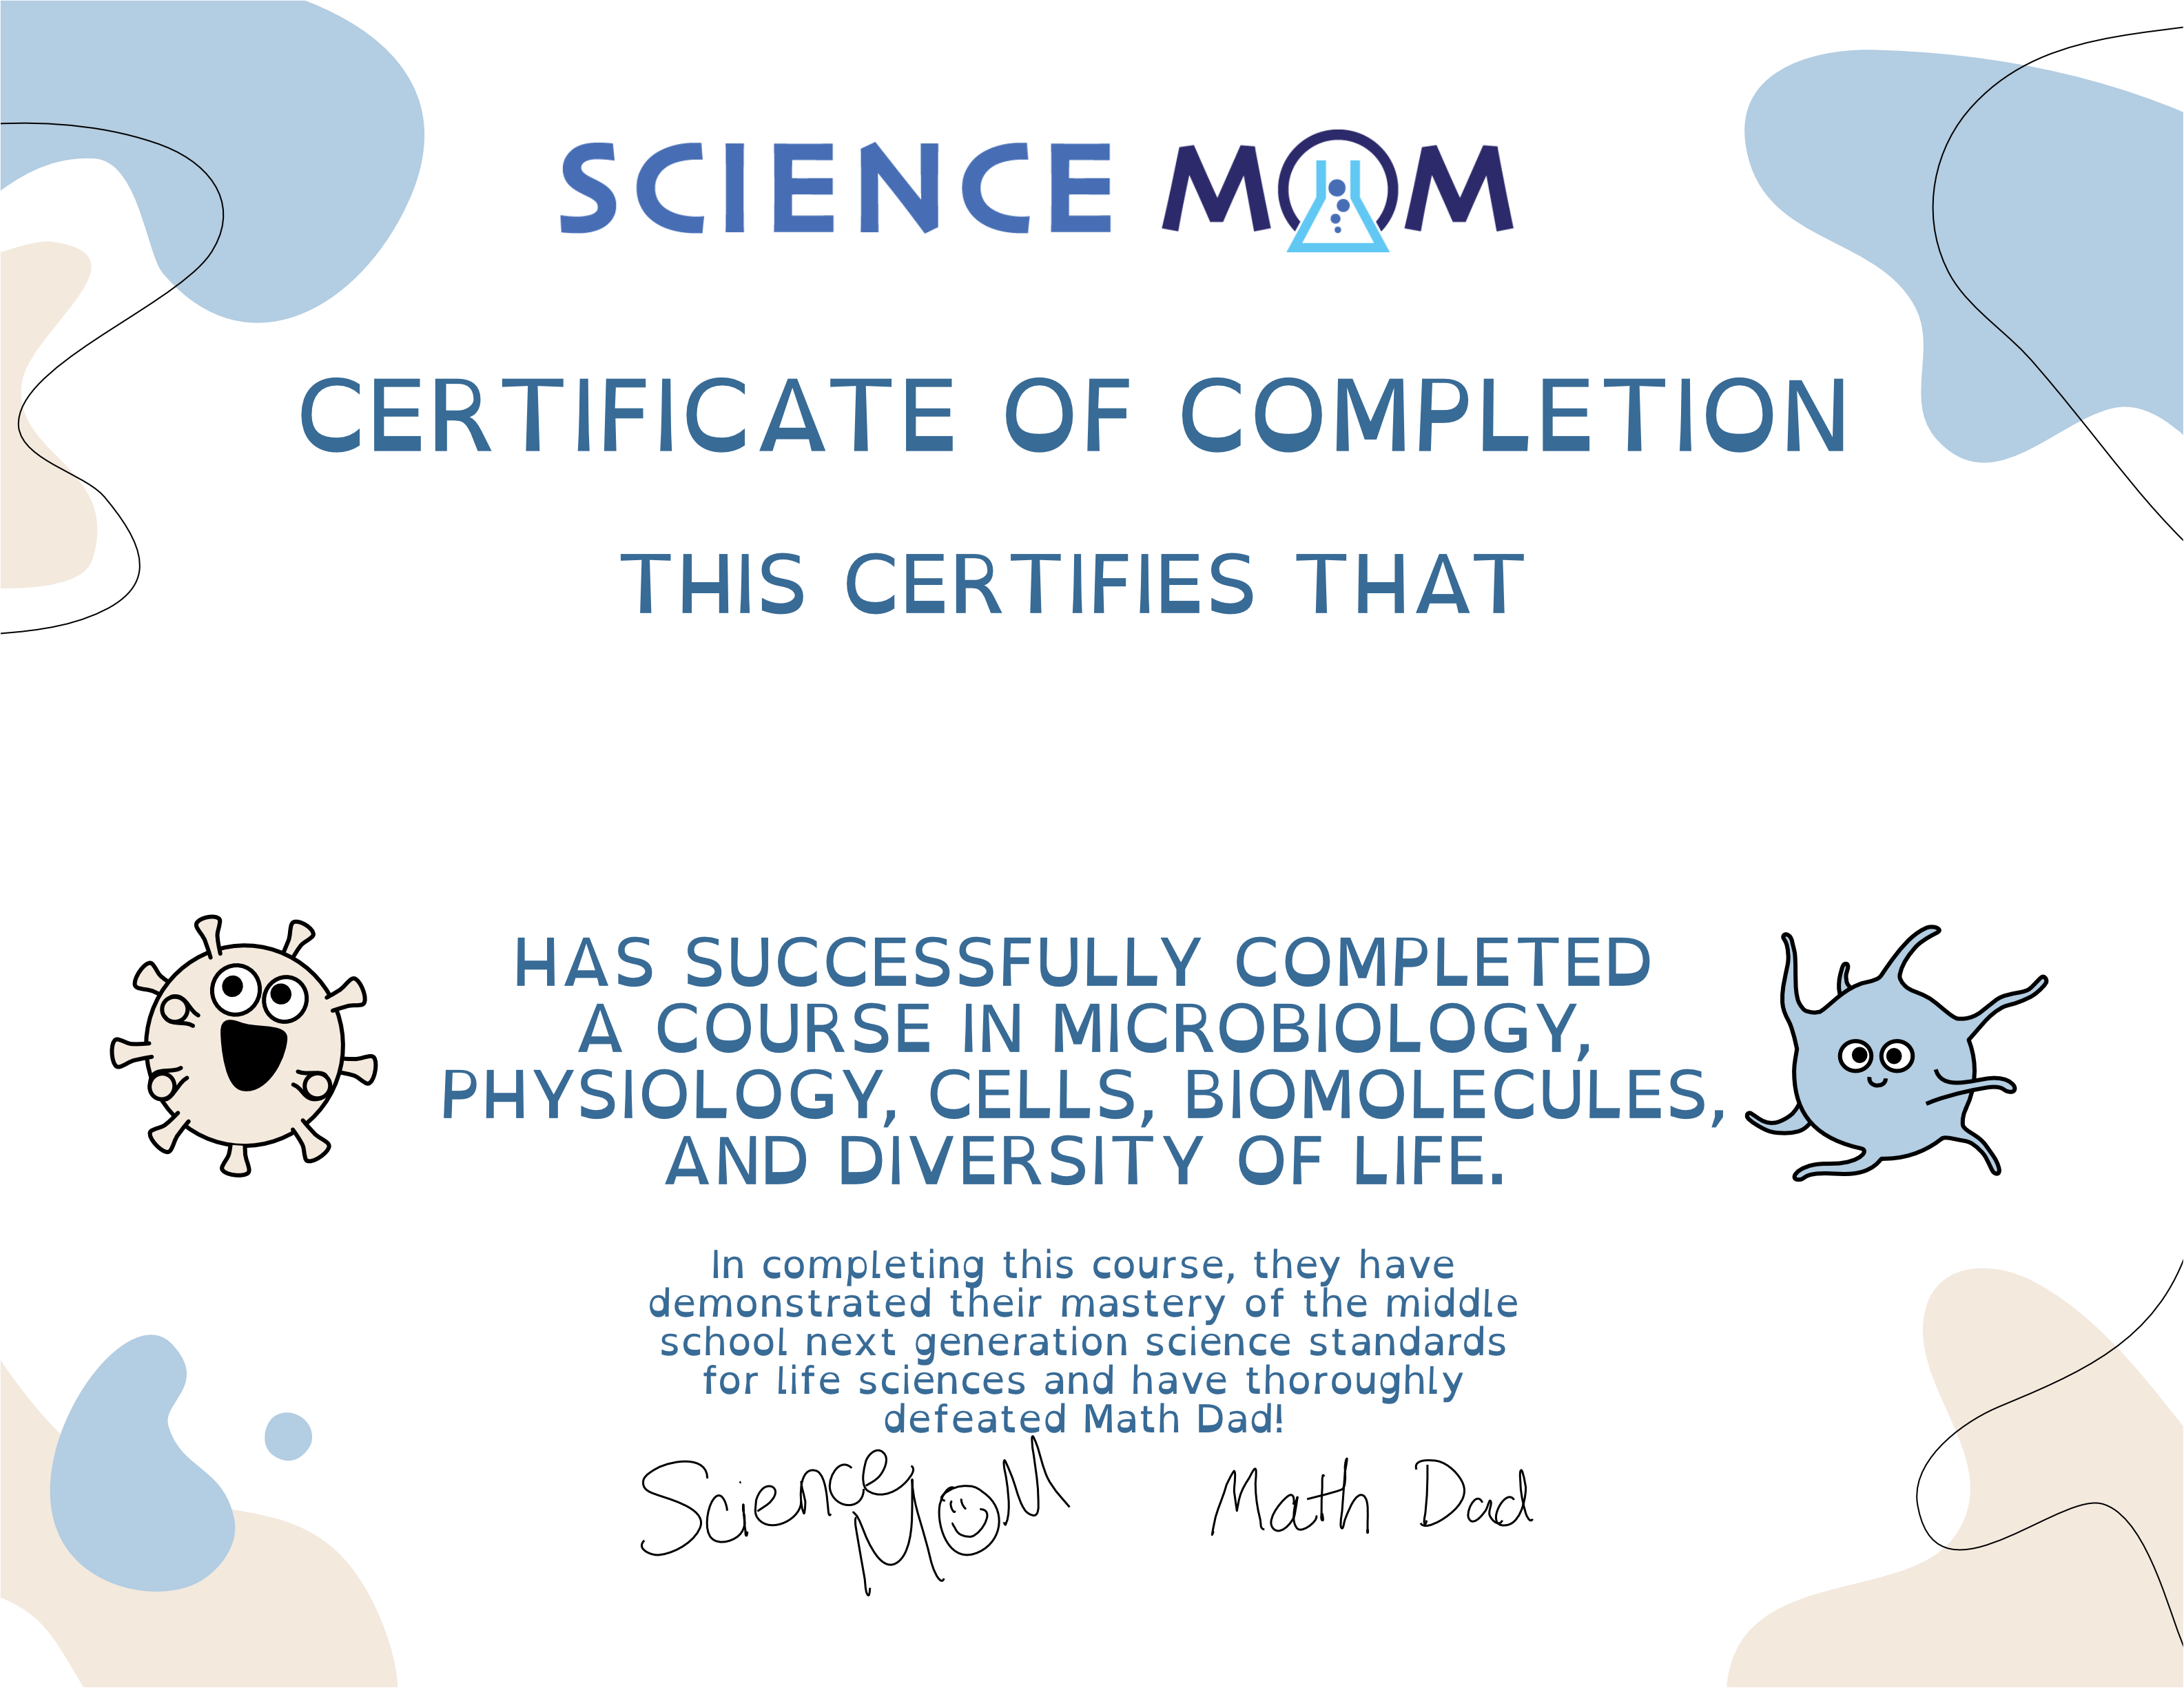 SCIENCE MOM
CERTIFICATE OF COMPLETION
THIS CERTIFIES THAT
HAS SUCCESSFULLY COMPLETED
A COURSE IN MICROBIOLOGY,
PHYSIOLOGY, CELLS, BIOMOLECULES,
AND DIVERSITY OF LIFE.
In completing this course, they have
demonstrated their mastery of the middle
school next generation science standards
for life sciences and have thoroughly
defeated Math Dad!
Science MOM Math Dad